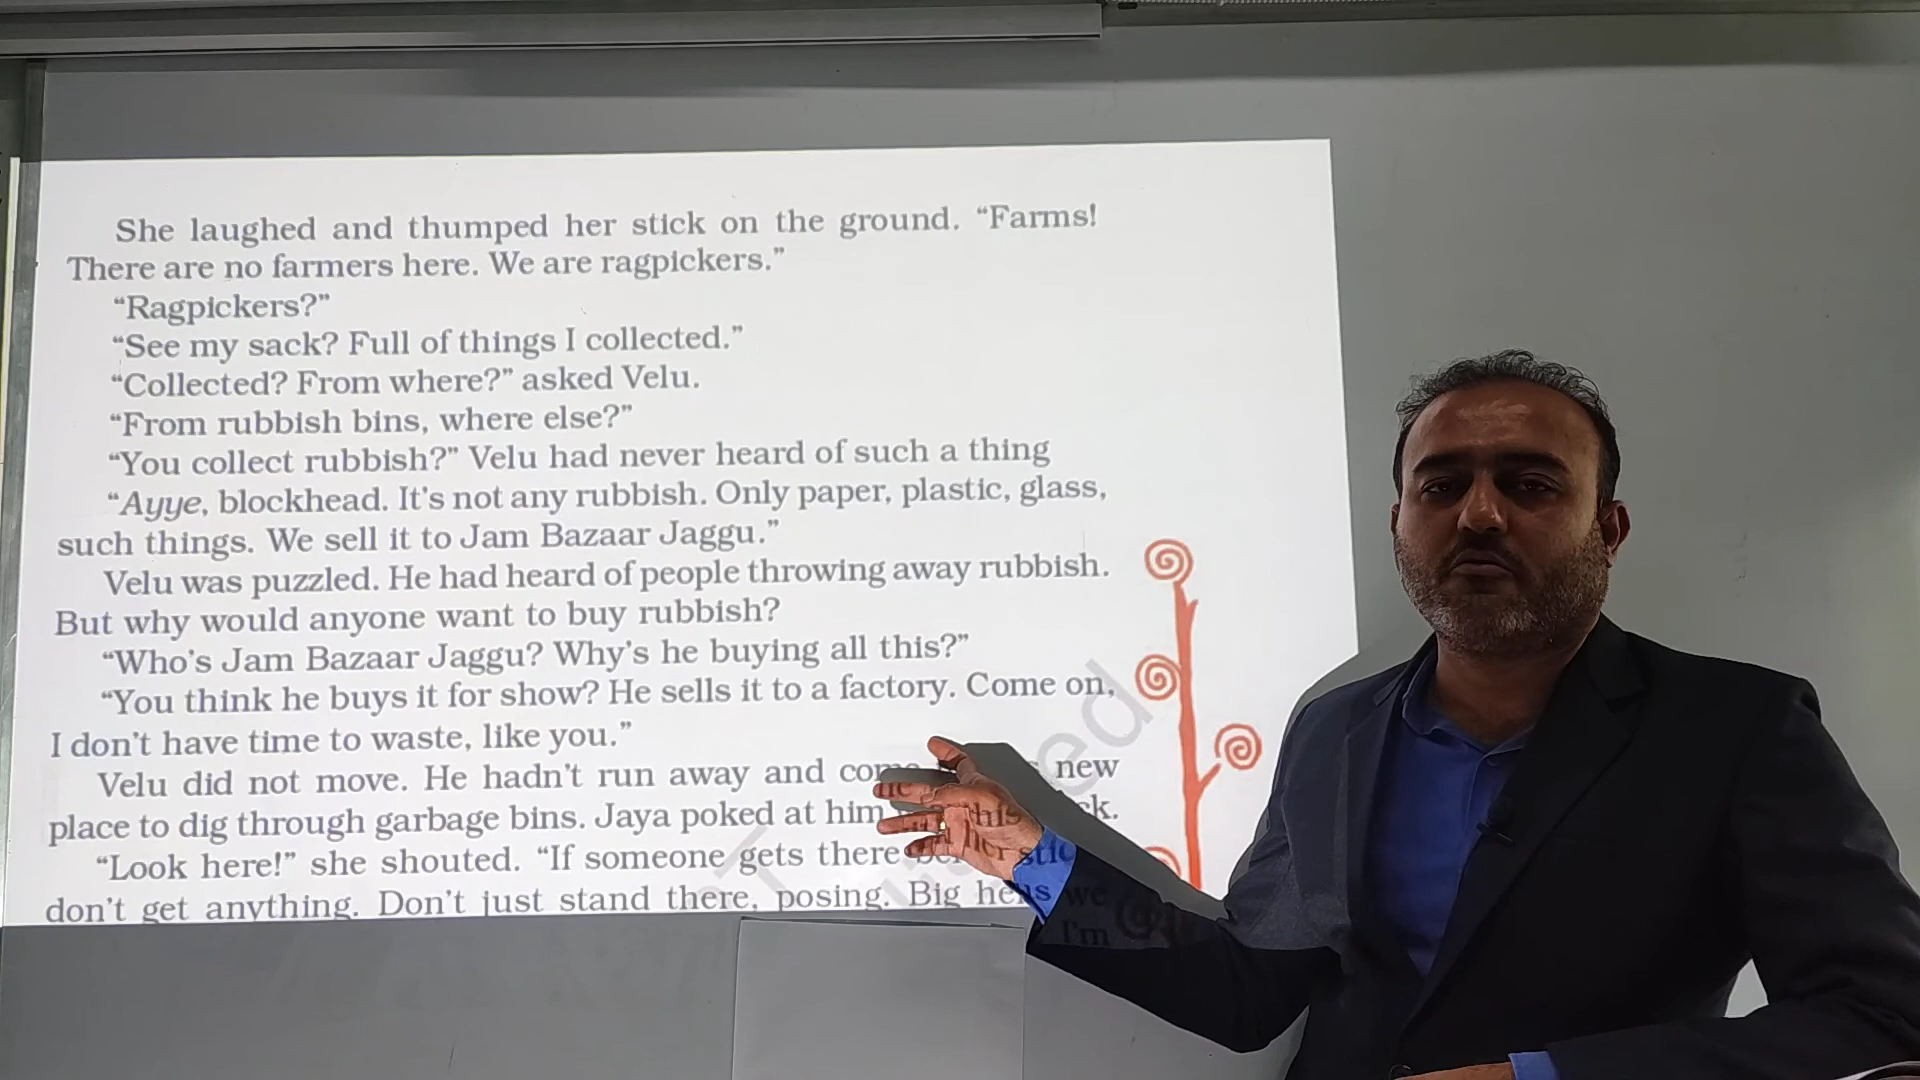 She laughed and thumped her stick on the ground. “Farms!
There are no farmers here. We are ragpickers.”
“Ragpickers?”
“See my sack? Full of things I collected.”
“Collected? From where?” asked Velu.
“From rubbish bins, where else?”
“You collect rubbish?” Velu had never heard of such a thing
“Ayye, blockhead. It's not any rubbish. Only paper, plastic, glass,
such things. We sell it to Jam Bazaar Jaggu.”
Velu was puzzled. He had heard of people throwing away rubbish.
But why would anyone want to buy rubbish?
“Who's Jam Bazaar Jaggu? Why's he buying all this?”
“You think he buys it for show? He sells it to a factory. Come on,
I don't have time to waste, like you.”
Velu did not move. He hadn't run away and come new
place to dig through garbage bins. Jaya poked at him her
“Look here!” she shouted. “If someone gets there we
don't get anything. Don't just stand there, posing. Big I'm